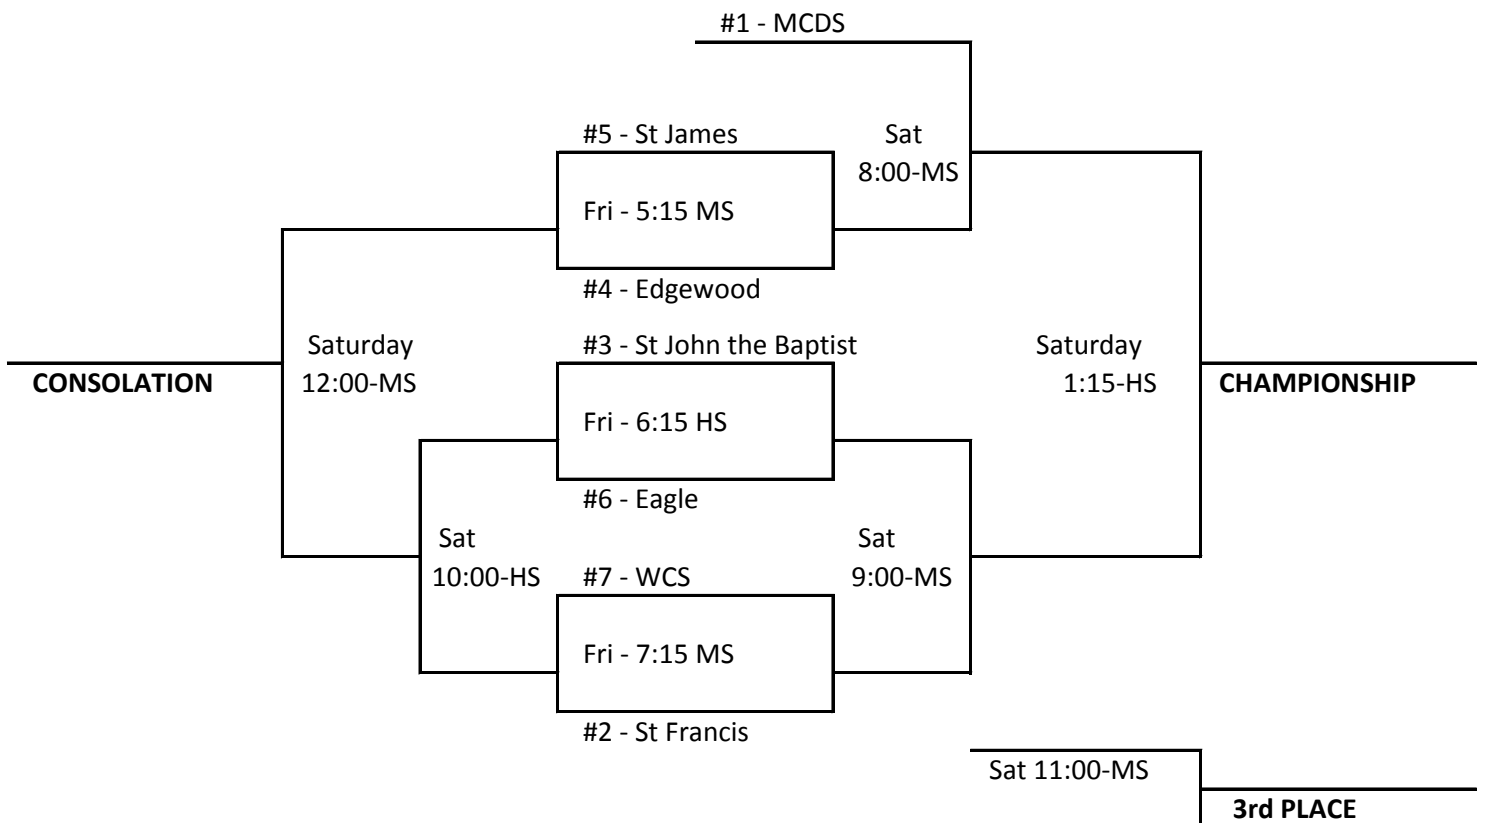 #1 - MCDS
#5 - St James
Sat
8:00-MS
Fri - 5:15 MS
#4 - Edgewood
Saturday
12:00-MS
CONSOLATION
#3 - St John the Baptist
Saturday
1:15-HS
CHAMPIONSHIP
Fri - 6:15 HS
#6 - Eagle
Sat
10:00-HS
Sat
9:00-MS
#7 - WCS
Fri - 7:15 MS
#2 - St Francis
Sat 11:00-MS
3rd PLACE